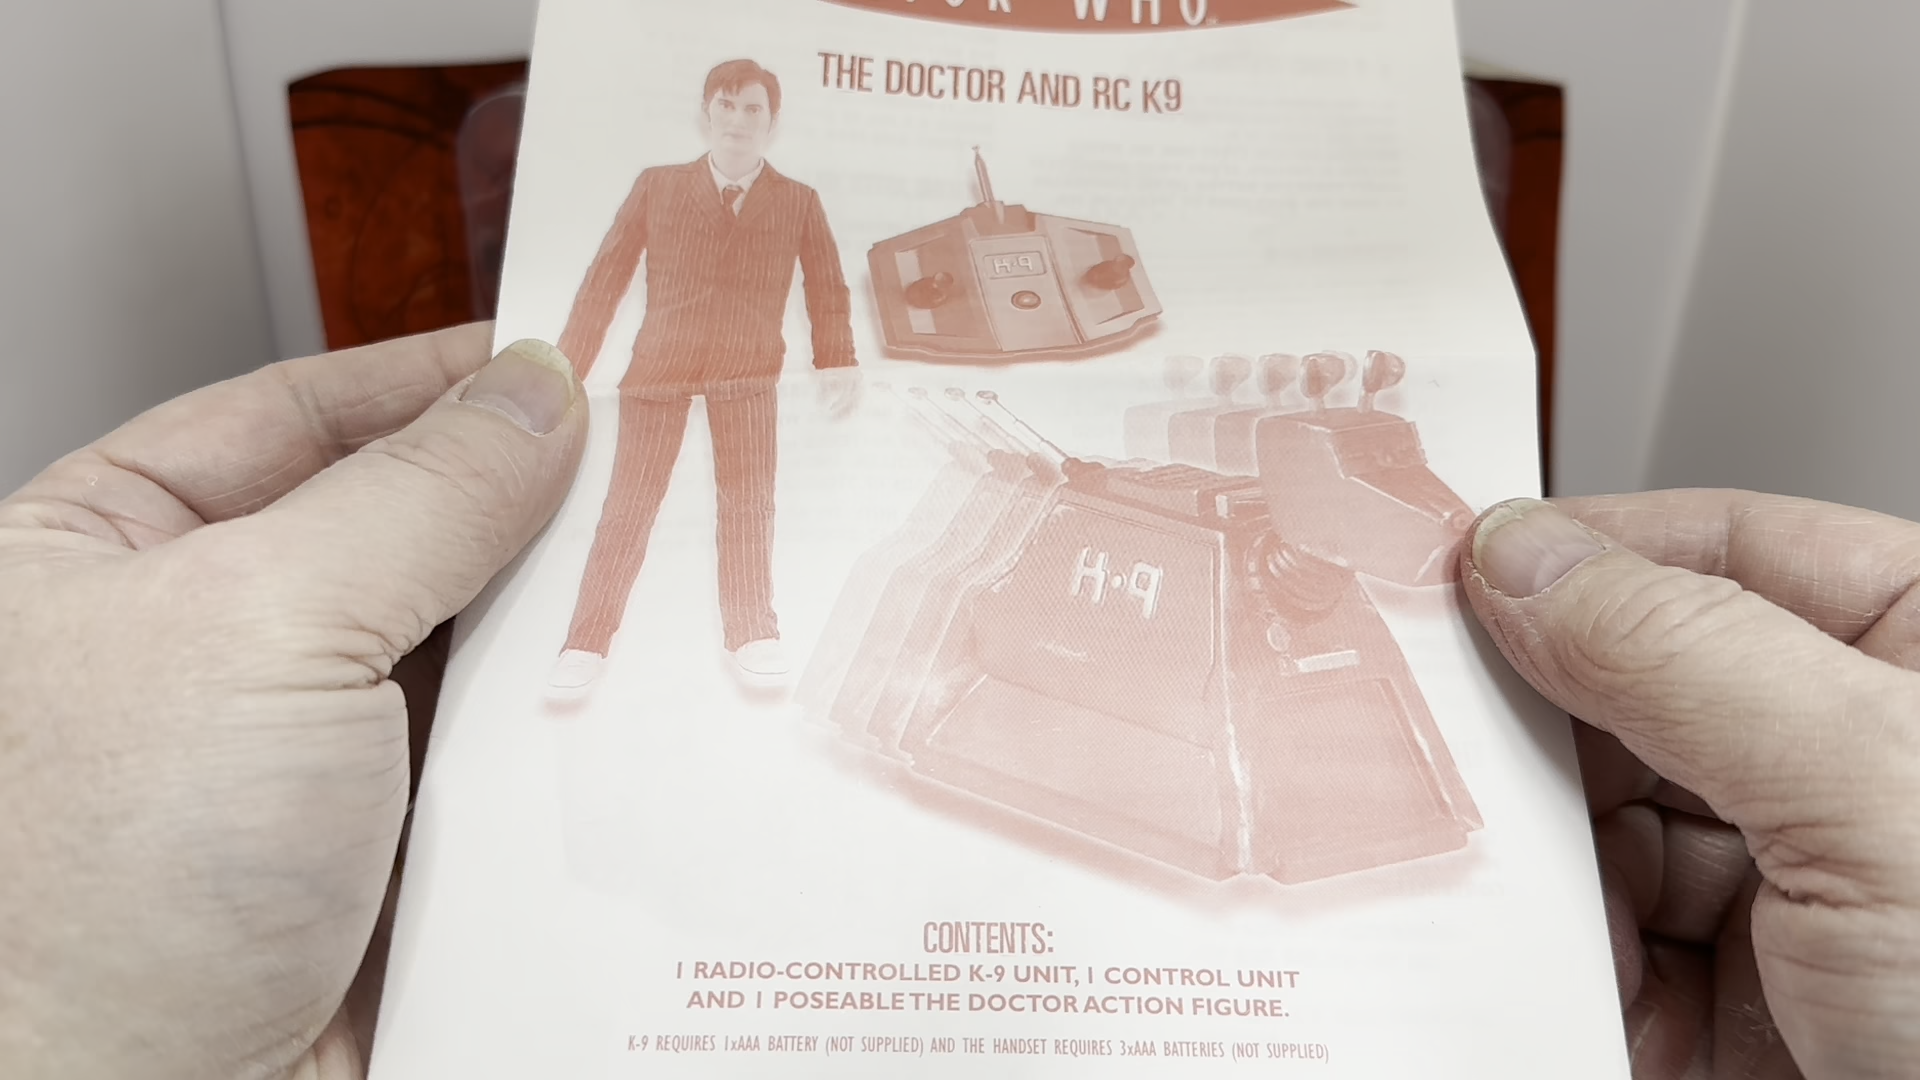 WHO
THE DOCTOR AND RC K9
K·9
K·9
CONTENTS:
1 RADIO-CONTROLLED K-9 UNIT, 1 CONTROL UNIT
AND 1 POSEABLE THE DOCTOR ACTION FIGURE.
K-9 REQUIRES 1xAAA BATTERY (NOT SUPPLIED) AND THE HANDSET REQUIRES 3xAAA BATTERIES (NOT SUPPLIED)